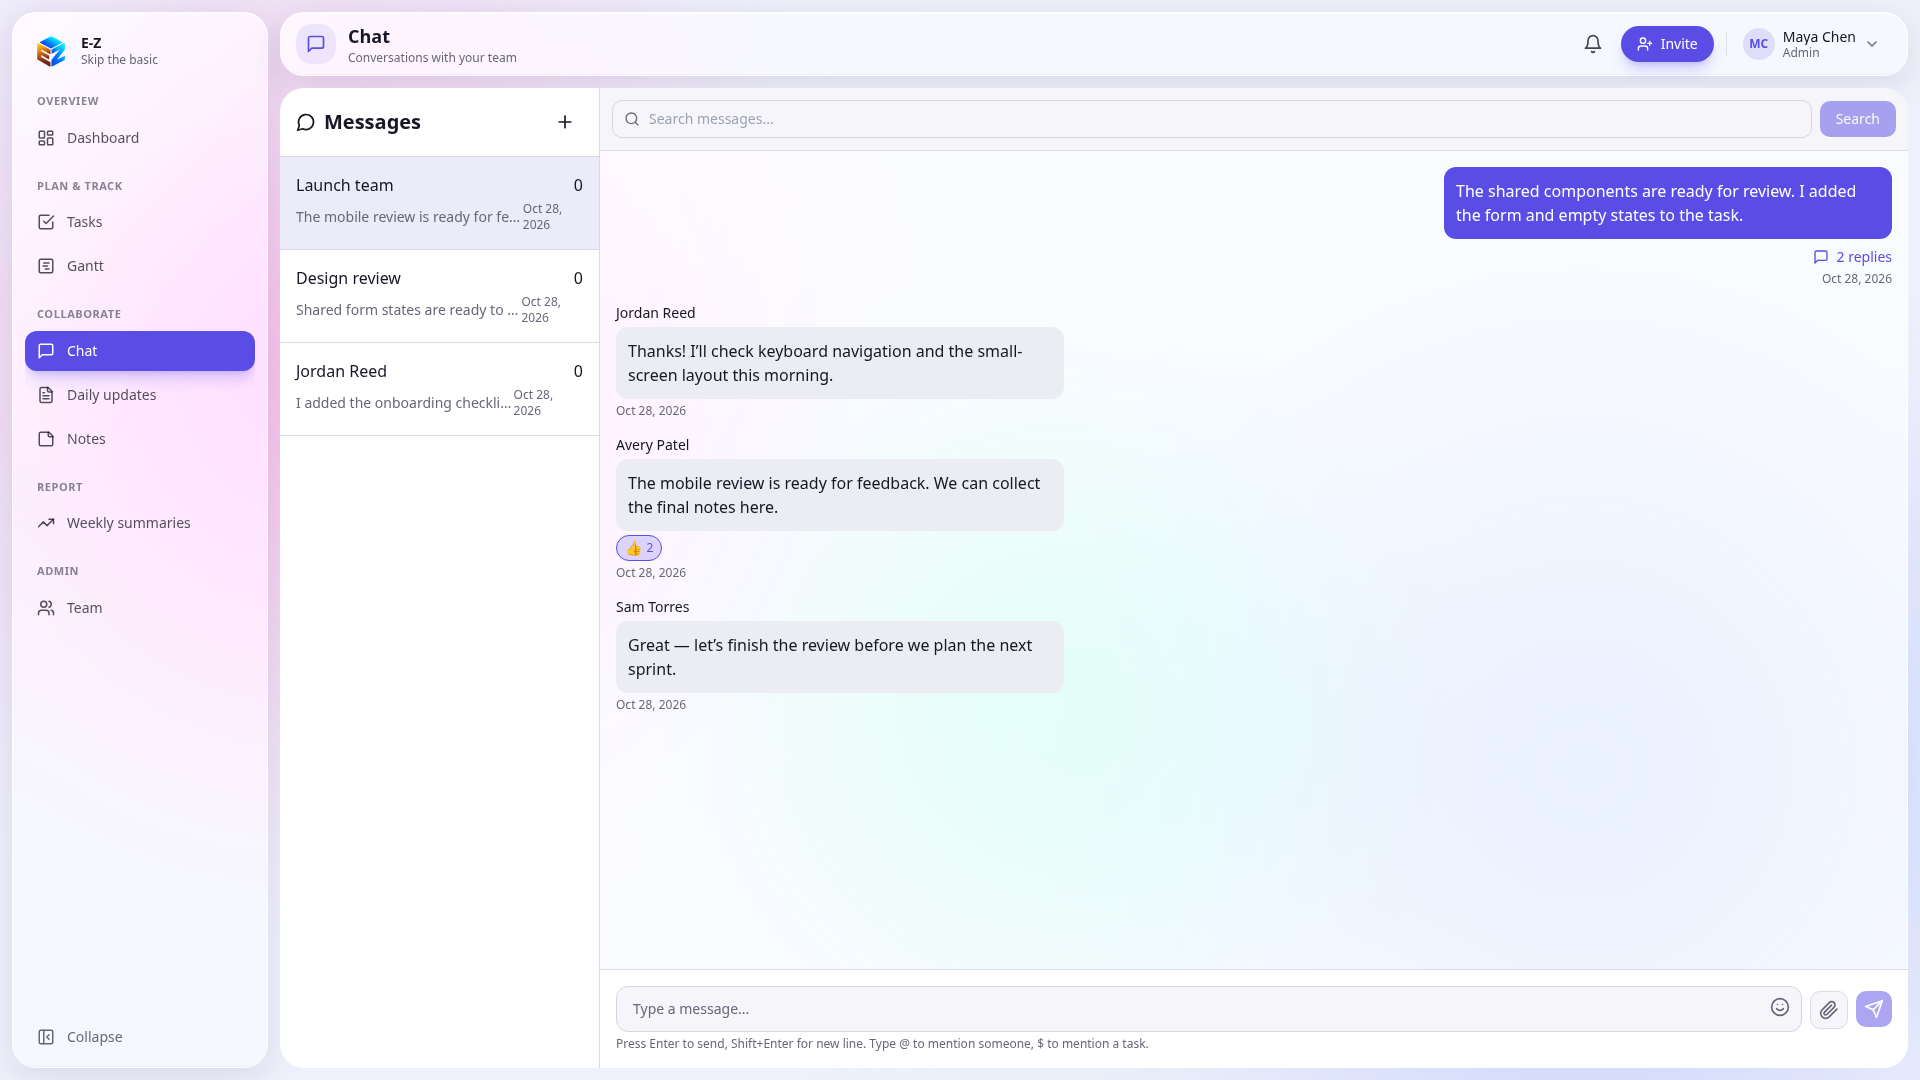 E-Z
Skip the basic
OVERVIEW
Dashboard
PLAN & TRACK
Tasks
Gantt
COLLABORATE
Chat
Daily updates
Notes
REPORT
Weekly summaries
ADMIN
Team
Collapse
Chat
Conversations with your team
Invite
MC
Maya Chen
Admin
Messages
Launch team
0
The mobile review is ready for fe...
Oct 28,
2026
Design review
0
Shared form states are ready to ...
Oct 28,
2026
Jordan Reed
0
I added the onboarding checkli...
Oct 28,
2026
Search messages...
Search
The shared components are ready for review. I added
the form and empty states to the task.
2 replies
Oct 28, 2026
Jordan Reed
Thanks! I’ll check keyboard navigation and the small-
screen layout this morning.
Oct 28, 2026
Avery Patel
The mobile review is ready for feedback. We can collect
the final notes here.
👍 2
Oct 28, 2026
Sam Torres
Great — let’s finish the review before we plan the next
sprint.
Oct 28, 2026
Type a message...
Press Enter to send, Shift+Enter for new line. Type @ to mention someone, $ to mention a task.